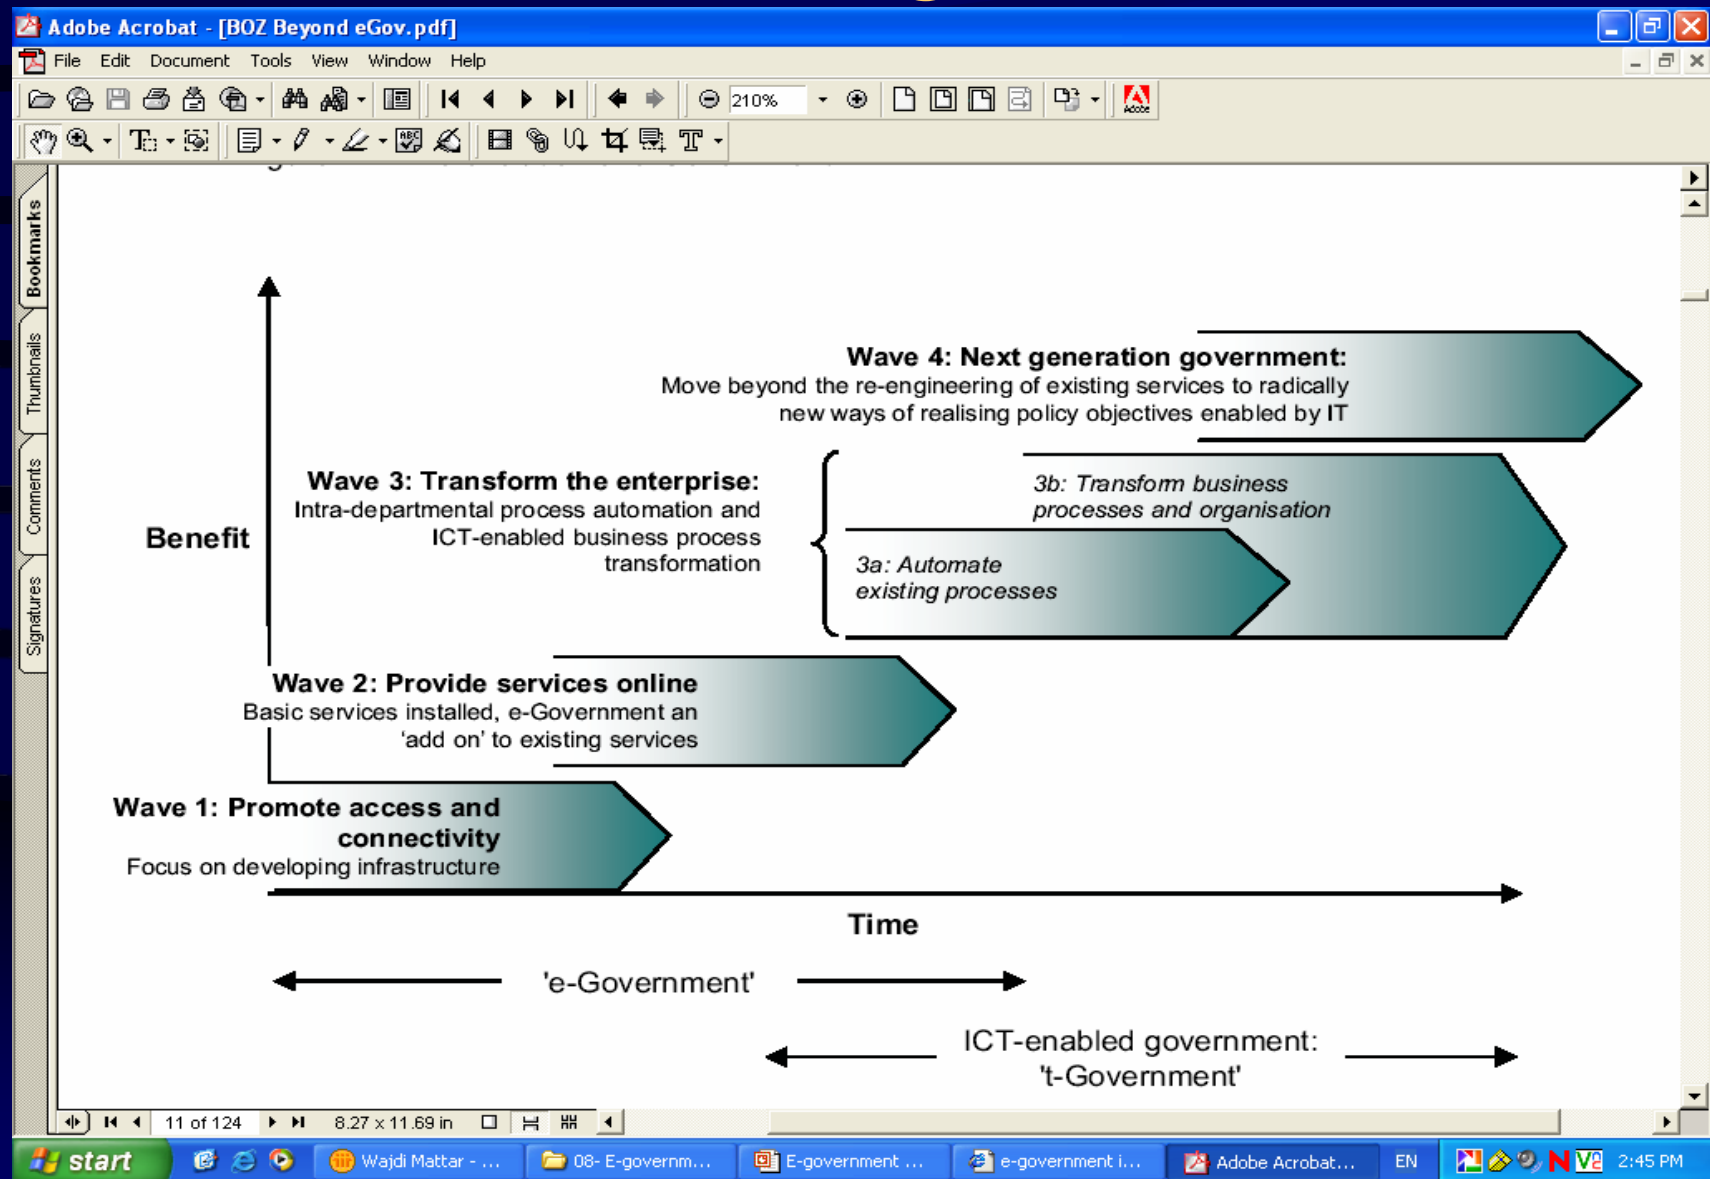 Adobe Acrobat - [BOZ Beyond eGov.pdf]
File Edit Document Tools View Window Help
210%
Adobe
ABC
Bookmarks
Thumbnails
Comments
Signatures
Wave 4: Next generation government:
Move beyond the re-engineering of existing services to radically
new ways of realising policy objectives enabled by IT
Wave 3: Transform the enterprise:
Intra-departmental process automation and
ICT-enabled business process
transformation
3b: Transform business
processes and organisation
3a: Automate
existing processes
Benefit
Wave 2: Provide services online
Basic services installed, e-Government an
‘add on’ to existing services
Wave 1: Promote access and
connectivity
Focus on developing infrastructure
Time
'e-Government'
ICT-enabled government:
't-Government'
11 of 124 8.27 x 11.69 in
start Wajdi Mattar - ... 08- E-governm... E-government ... e-government i... Adobe Acrobat... EN 2:45 PM